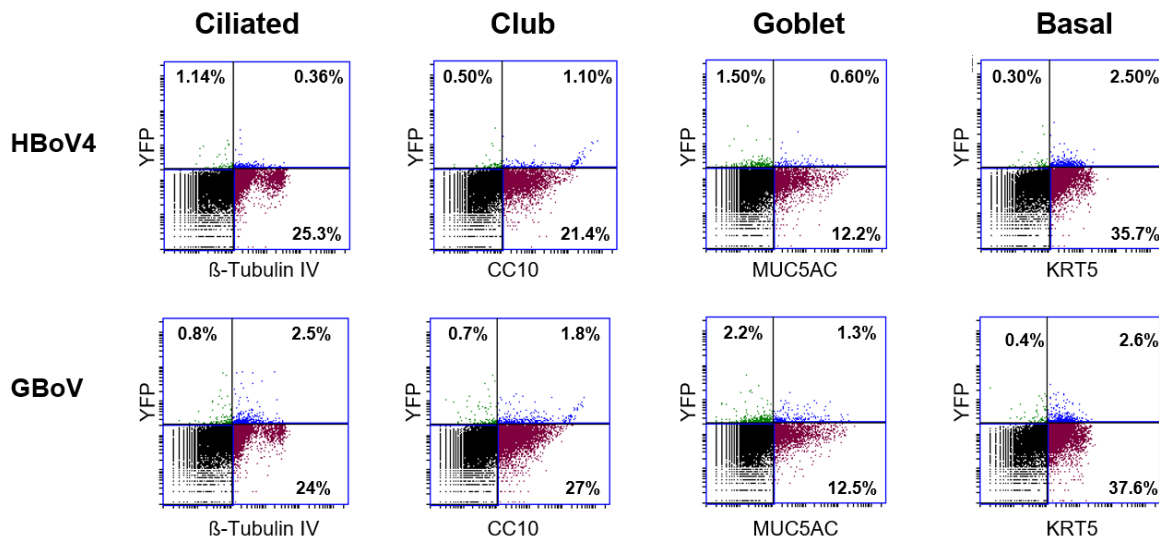 Ciliated Club Goblet Basal
HBoV4
YFP
1.14% 0.36%
25.3%
ß-Tubulin IV
YFP
0.50% 1.10%
21.4%
CC10
YFP
1.50% 0.60%
12.2%
MUC5AC
YFP
0.30% 2.50%
35.7%
KRT5
GBoV
YFP
0.8% 2.5%
24%
ß-Tubulin IV
YFP
0.7% 1.8%
27%
CC10
YFP
2.2% 1.3%
12.5%
MUC5AC
YFP
0.4% 2.6%
37.6%
KRT5